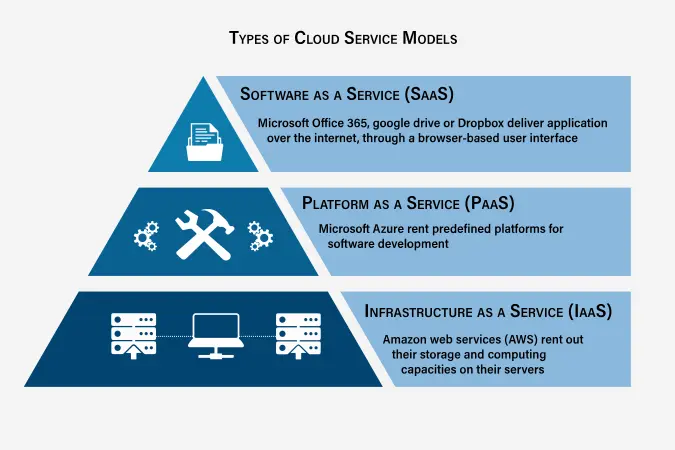 Types of Cloud Service Models
Software as a Service (SaaS)
Microsoft Office 365, google drive or Dropbox deliver application
over the internet, through a browser-based user interface
Platform as a Service (PaaS)
Microsoft Azure rent predefined platforms for
software development
Infrastructure as a Service (IaaS)
Amazon web services (AWS) rent out
their storage and computing
capacities on their servers